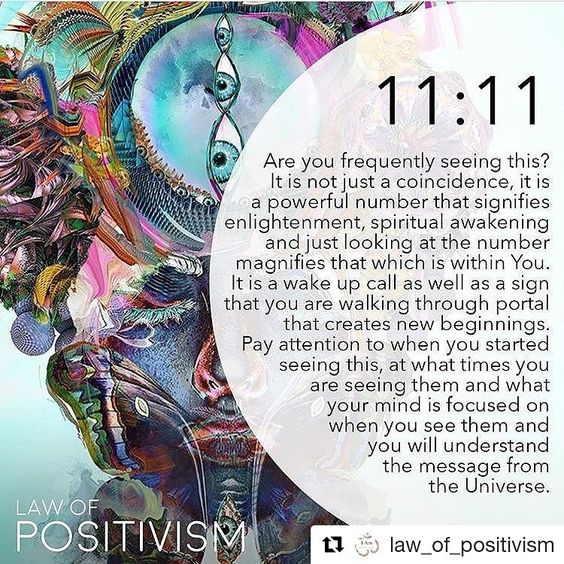 11:11
Are you frequently seeing this?
It is not just a coincidence, it is
a powerful number that signifies
enlightenment, spiritual awakening
and just looking at the number
magnifies that which is within You.
It is a wake up call as well as a sign
that you are walking through portal
that creates new beginnings.
Pay attention to when you started
seeing this, at what times you
are seeing them and what
your mind is focused on
when you see them and
you will understand
the message from
the Universe.
LAW OF
POSITIVISM
law_of_positivism